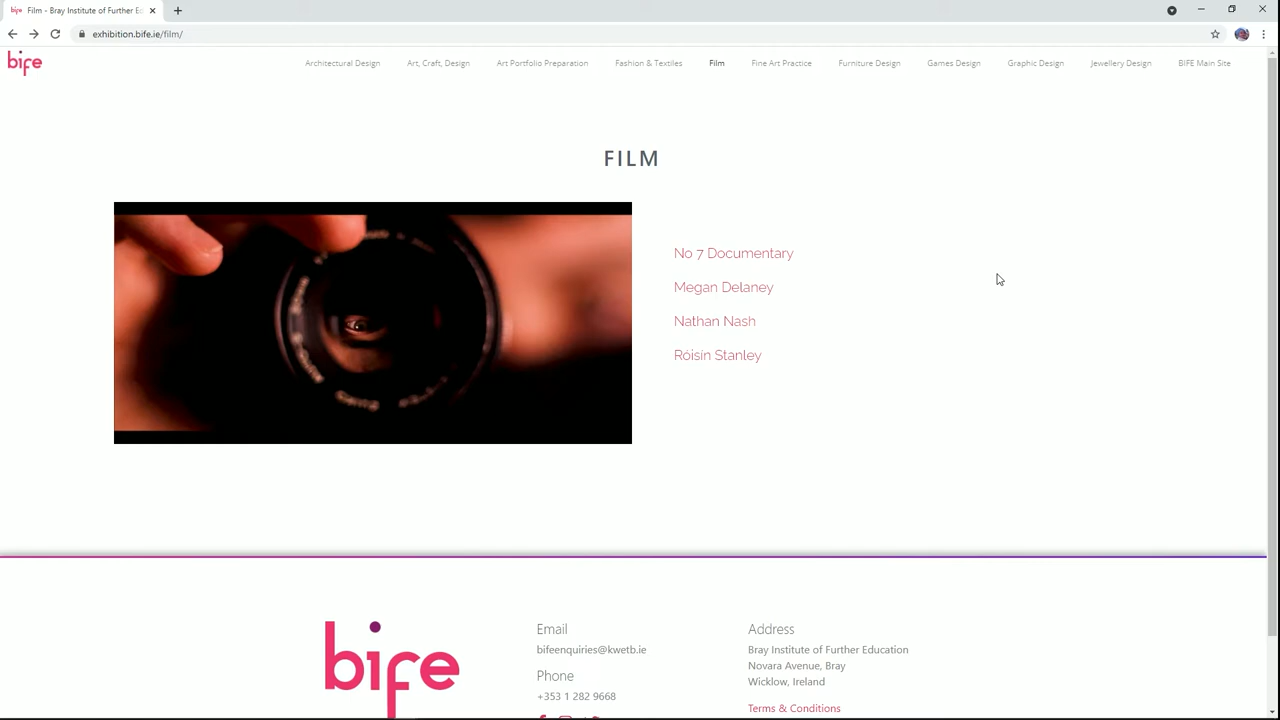 bife Film - Bray Institute of Further Ed
exhibition.bife.ie/film/
bife
Architectural Design Art, Craft, Design Art Portfolio Preparation Fashion & Textiles Film Fine Art Practice Furniture Design Games Design Graphic Design Jewellery Design BIFE Main Site
FILM
No 7 Documentary
Megan Delaney
Nathan Nash
Róisín Stanley
bife
Email
bifeenquiries@kwetb.ie
Phone
+353 1 282 9668
Address
Bray Institute of Further Education
Novara Avenue, Bray
Wicklow, Ireland
Terms & Conditions